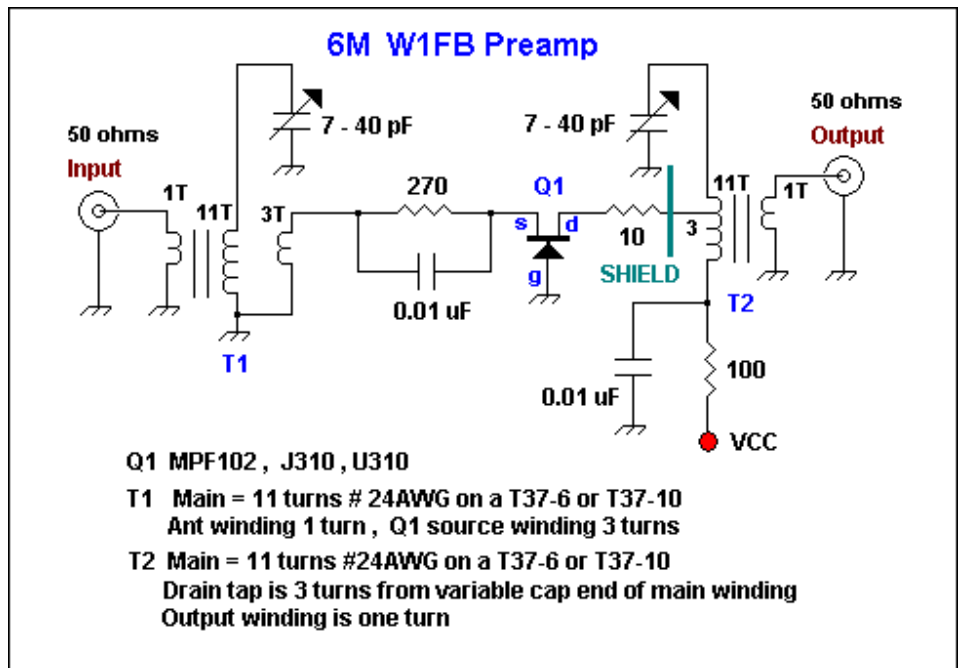 6M W1FB Preamp
50 ohms
Input
1T
11T
7 - 40 pF
3T
270
0.01 uF
Q1
s
d
g
10
SHIELD
7 - 40 pF
11T
3
1T
50 ohms
Output
T1
T2
0.01 uF
100
VCC
Q1 MPF102 , J310 , U310
T1 Main = 11 turns # 24AWG on a T37-6 or T37-10
Ant winding 1 turn , Q1 source winding 3 turns
T2 Main = 11 turns #24AWG on a T37-6 or T37-10
Drain tap is 3 turns from variable cap end of main winding
Output winding is one turn